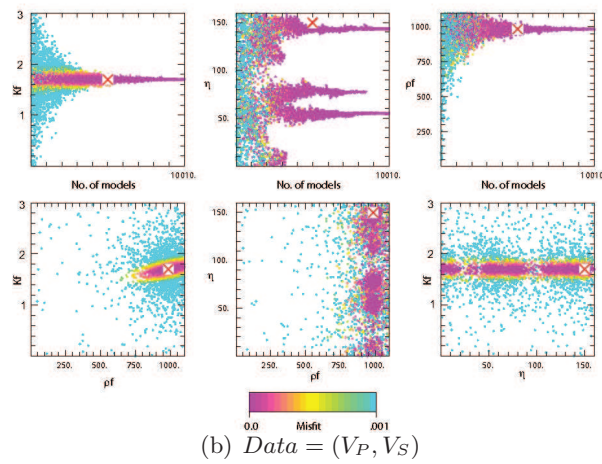 3
2
1
Kf
No. of models
10010.
150.
100.
50.
η
No. of models
10010.
1000.
750.
500.
250.
ρf
No. of models
10010.
3
2
1
Kf
250.
500.
750.
1000.
ρf
150.
100.
50.
η
250.
500.
750.
1000.
ρf
3
2
1
Kf
50.
100.
150.
η
0.0
Misfit
.001
(b) Data = (V_P, V_S)